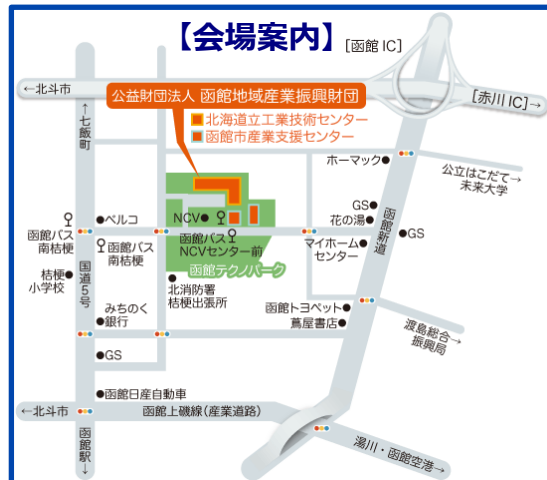 【会場案内】
[函館IC]
←北斗市
[赤川IC]→
公益財団法人 函館地域産業振興財団
北海道立工業技術センター
函館市産業支援センター
←七飯町
ホーマック
公立はこだて→
未来大学
GS
花の湯
GS
函館新道
ベルコ
NCV
函館バス
南桔梗
函館バス
南桔梗
函館バス
NCVセンター前
マイホーム
センター
函館テクノパーク
国道5号
桔梗
小学校
北消防署
桔梗出張所
みちのく
銀行
函館トヨペット
蔦屋書店
渡島総合→
振興局
GS
函館日産自動車
←北斗市
函館上磯線(産業道路)
函館駅→
湯川・函館空港→